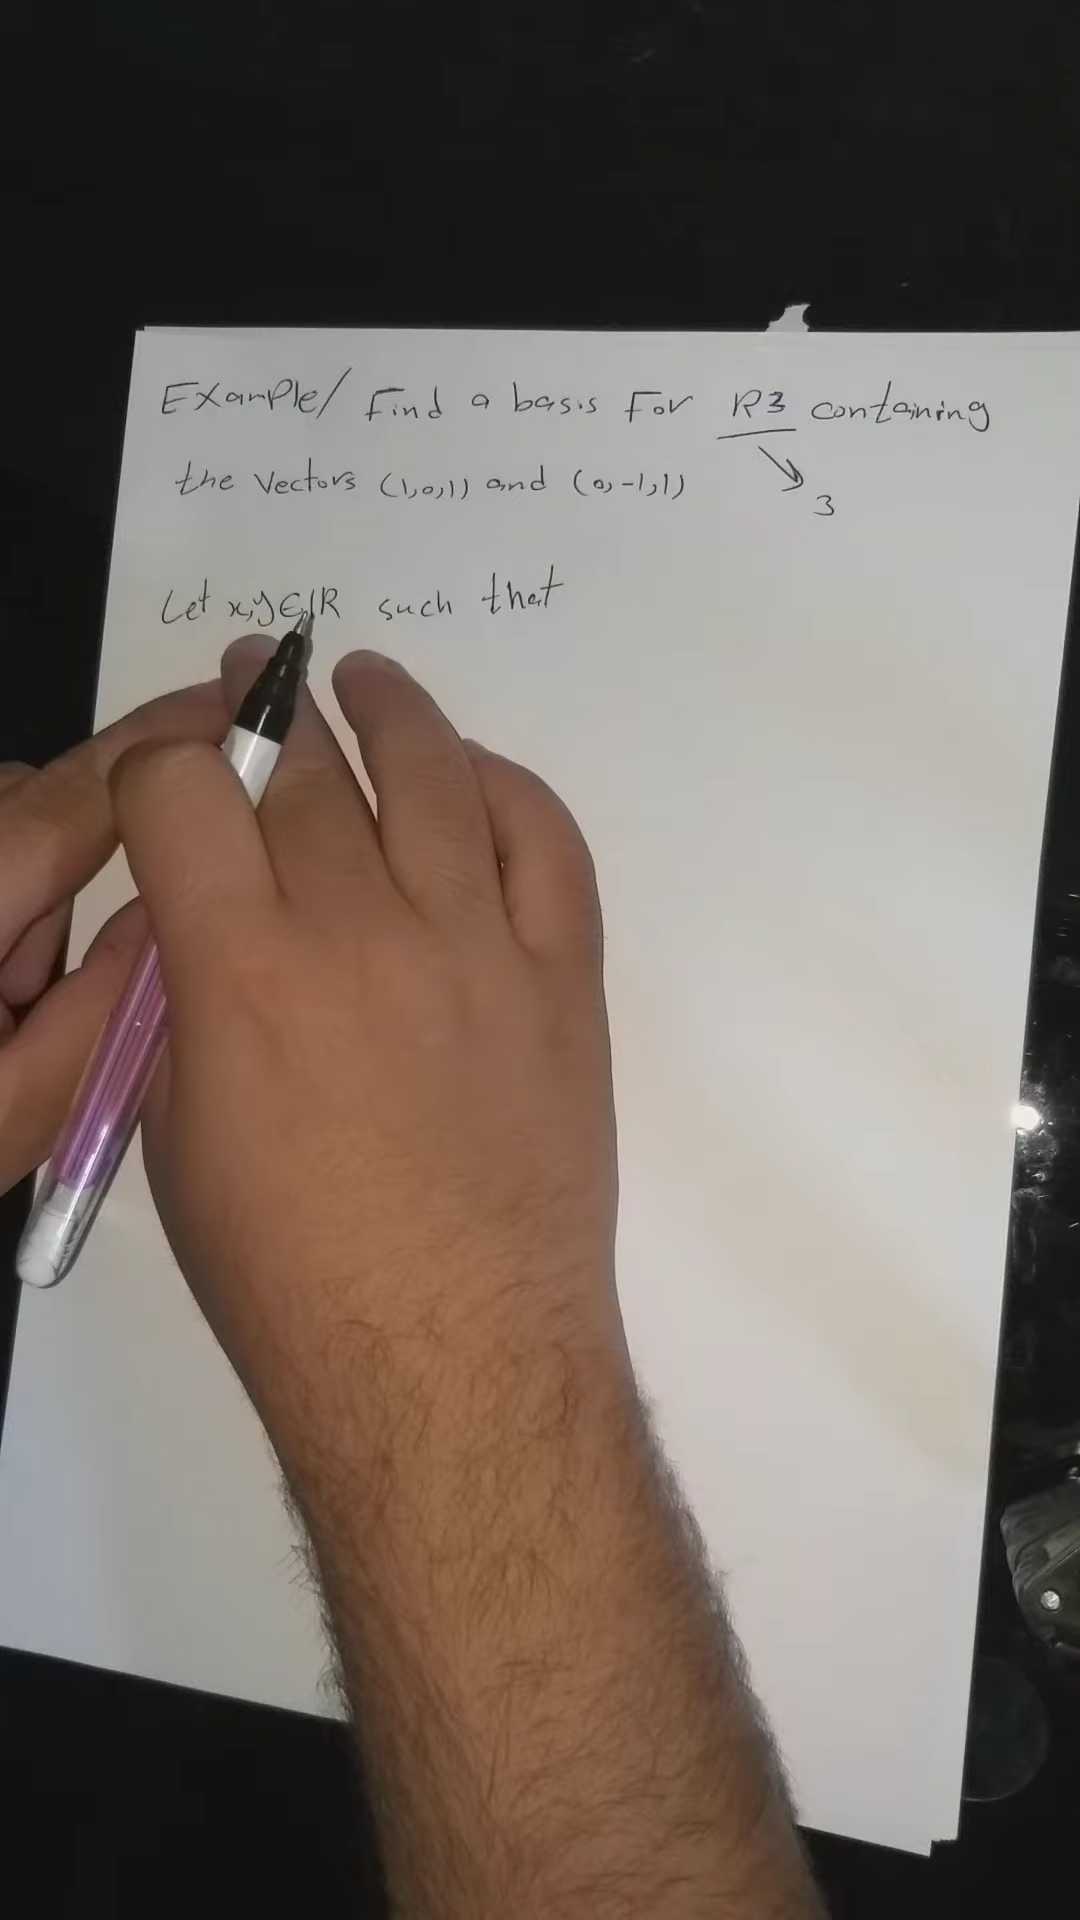 Example/ Find a basis For R3 containing
the vectors (1,0,1) and (0,-1,1)
3
Let x,y∈ℝ such that